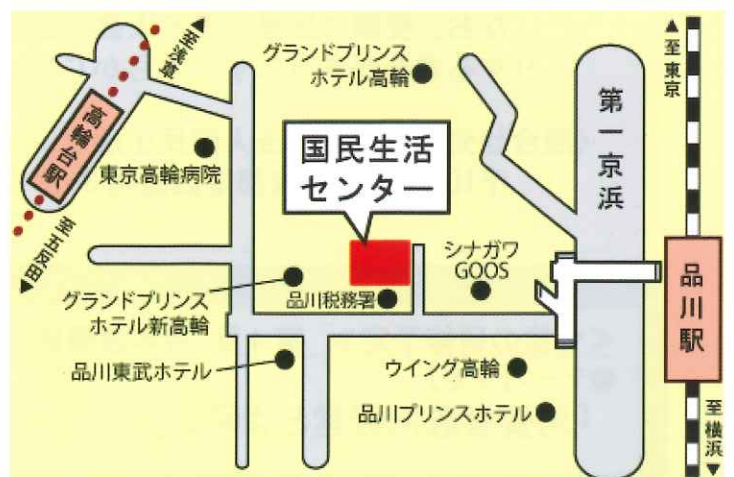 ▲至浅草
高輪台駅
至五反田▼
東京高輪病院
グランドプリンス
ホテル高輪
国民生活
センター
第一京浜
▲至東京
品川駅
至横浜▼
シナガワ
GOOS
グランドプリンス
ホテル新高輪
品川税務署
品川東武ホテル
ウイング高輪
品川プリンスホテル